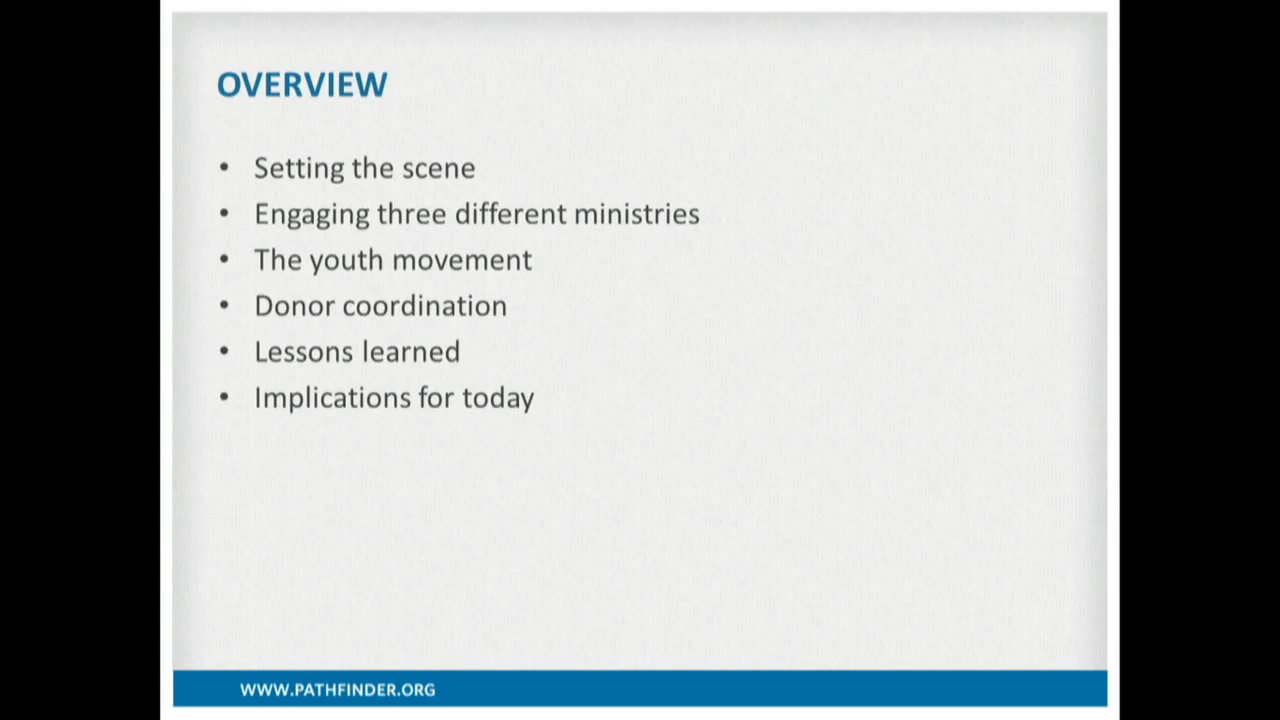 OVERVIEW
• Setting the scene
• Engaging three different ministries
• The youth movement
• Donor coordination
• Lessons learned
• Implications for today
WWW.PATHFINDER.ORG